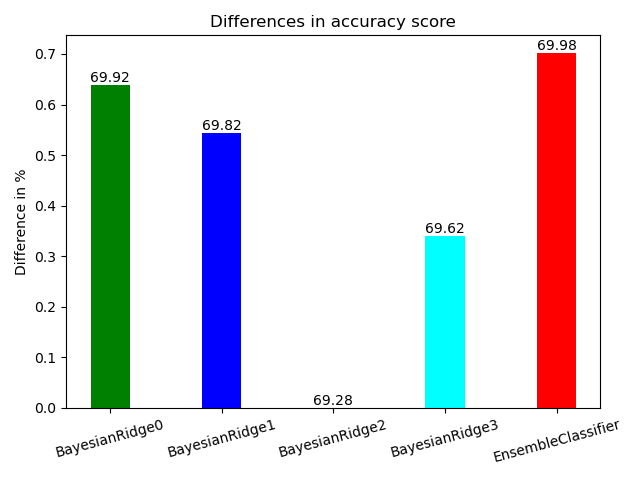 Differences in accuracy score
Difference in %
0.7
0.6
0.5
0.4
0.3
0.2
0.1
0.0
69.92
69.82
69.28
69.62
69.98
BayesianRidge0
BayesianRidge1
BayesianRidge2
BayesianRidge3
EnsembleClassifier